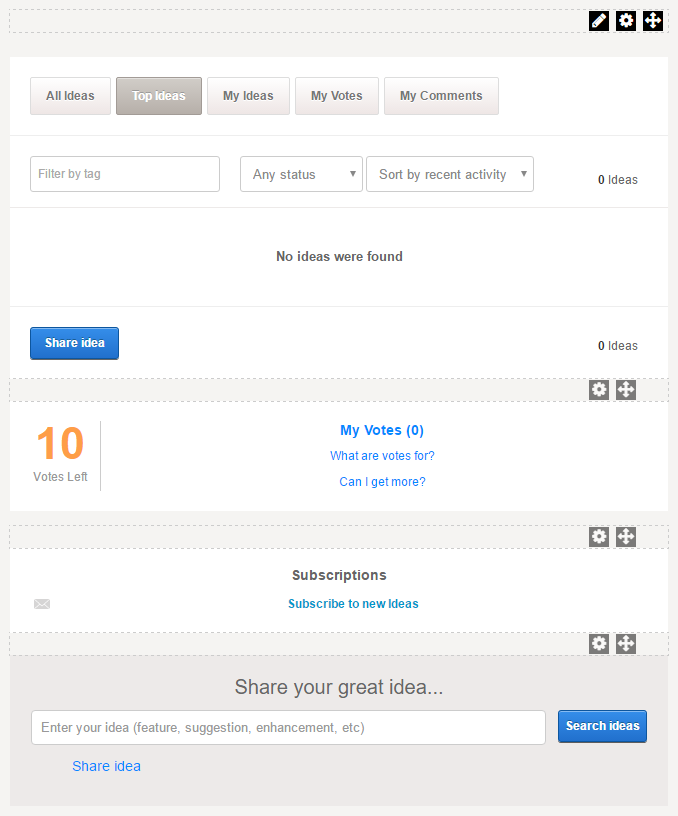 All Ideas Top Ideas My Ideas My Votes My Comments
Filter by tag Any status Sort by recent activity 0 Ideas
No ideas were found
Share idea 0 Ideas
10
Votes Left
My Votes (0)
What are votes for?
Can I get more?
Subscriptions
Subscribe to new Ideas
Share your great idea...
Enter your idea (feature, suggestion, enhancement, etc) Search ideas
Share idea